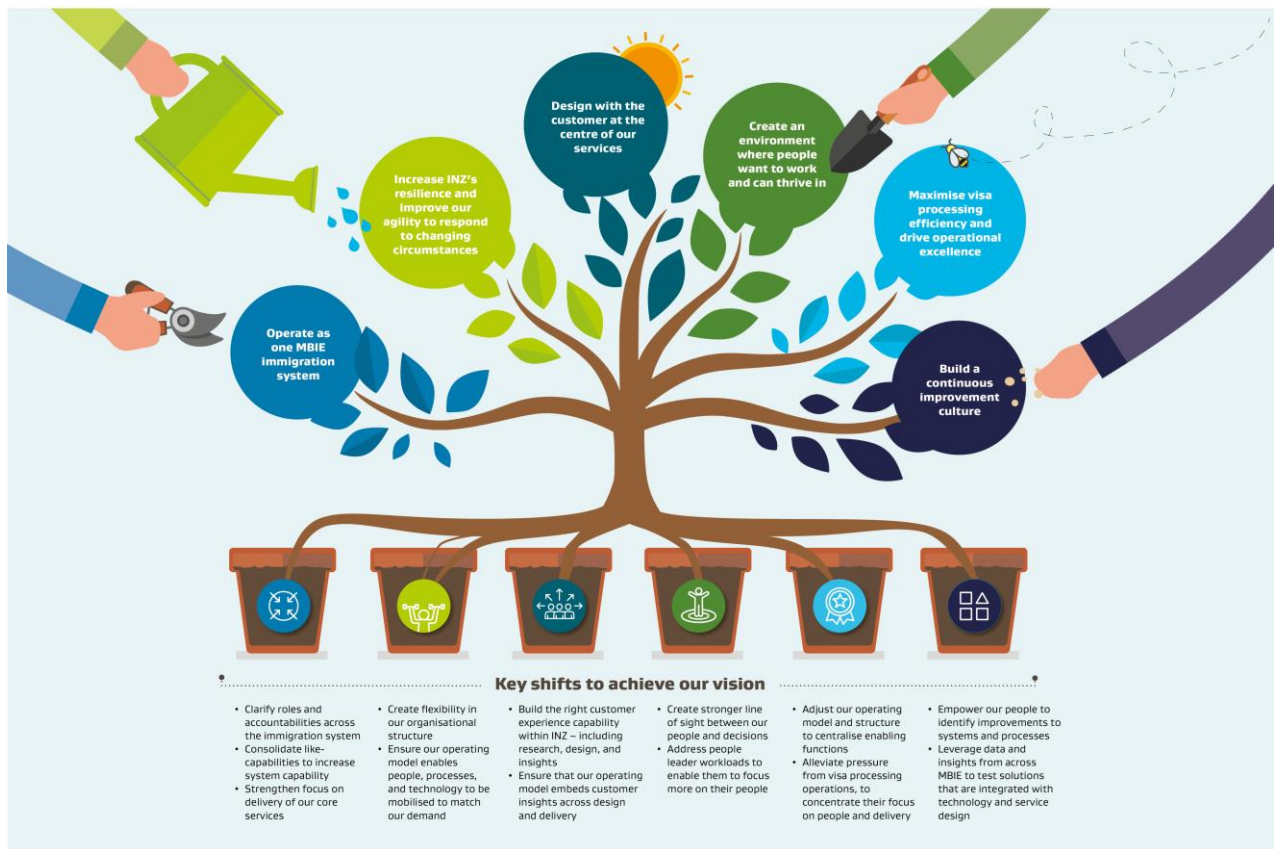 Design with the
customer at the
centre of our
services
Create an
environment
where people
want to work
and can thrive in
Increase INZ's
resilience and
improve our
agility to respond
to changing
circumstances
Maximise visa
processing
efficiency and
drive operational
excellence
Operate as
one MBIE
immigration
system
Build a
continuous
improvement
culture
Key shifts to achieve our vision
• Clarify roles and
accountabilities across
the immigration system
• Consolidate like-
capabilities to increase
system capability
• Strengthen focus on
delivery of our core
services
• Create flexibility in
our organisational
structure
• Ensure our operating
model enables
people, processes,
and technology to be
mobilised to match
our demand
• Build the right customer
experience capability
within INZ – including
research, design, and
insights
• Ensure that our operating
model embeds customer
insights across design
and delivery
• Create stronger line
of sight between our
people and decisions
• Address people
leader workloads to
enable them to focus
more on their people
• Adjust our operating
model and structure
to centralise enabling
functions
• Alleviate pressure
from visa processing
operations, to
concentrate their focus
on people and delivery
• Empower our people to
identify improvements to
systems and processes
• Leverage data and
insights from across
MBIE to test solutions
that are integrated with
technology and service
design